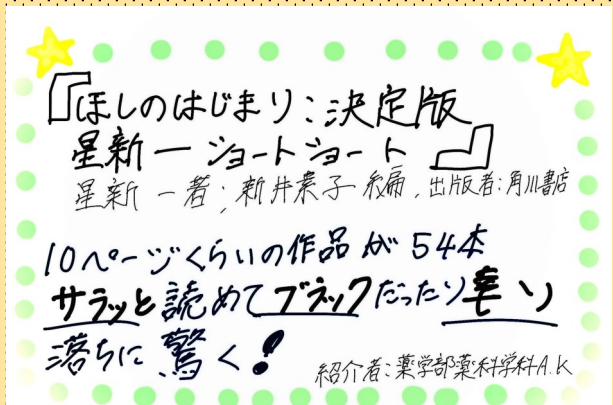 『ほしのはじまり：決定版
星新一ショートショート』
星新一著；新井素子編，出版者：角川書店
10ページくらいの作品が54本
サラッと読めてブラックだったり辛い
落ちに驚く！
紹介者：薬学部薬科学科A.K